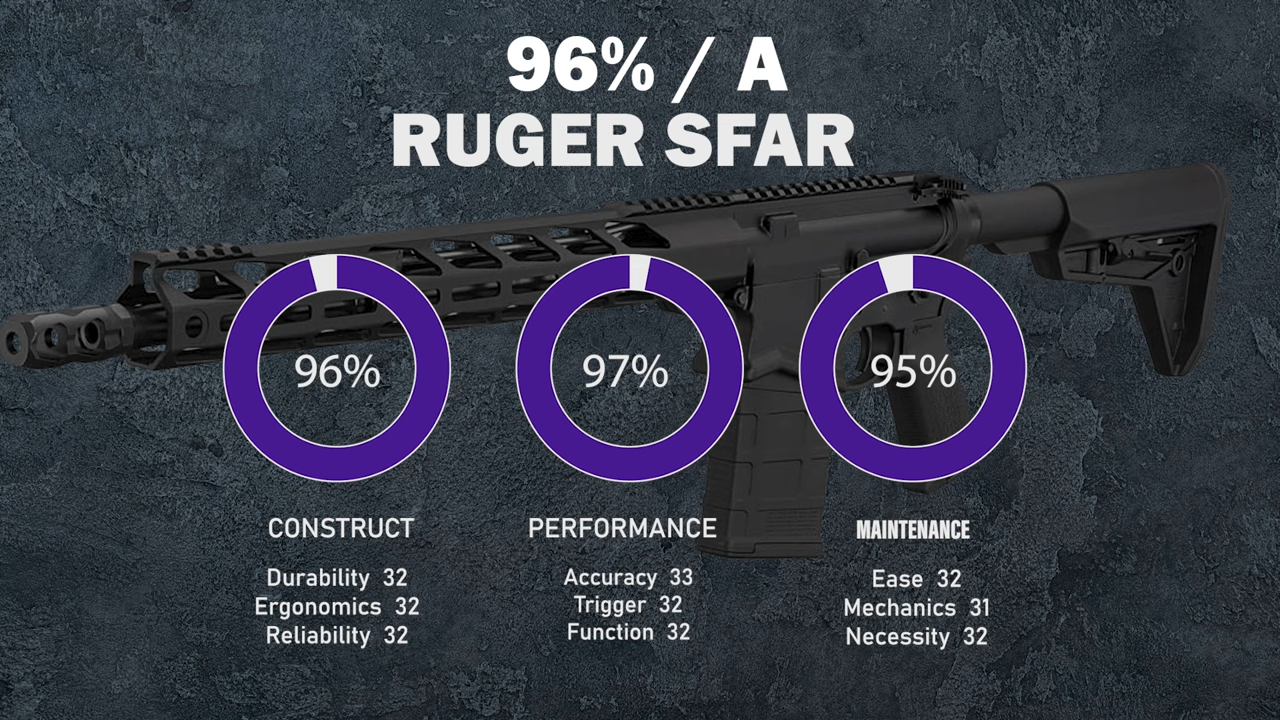 96% / A
RUGER SFAR
96%
97%
95%
CONSTRUCT
Durability 32
Ergonomics 32
Reliability 32
PERFORMANCE
Accuracy 33
Trigger 32
Function 32
MAINTENANCE
Ease 32
Mechanics 31
Necessity 32